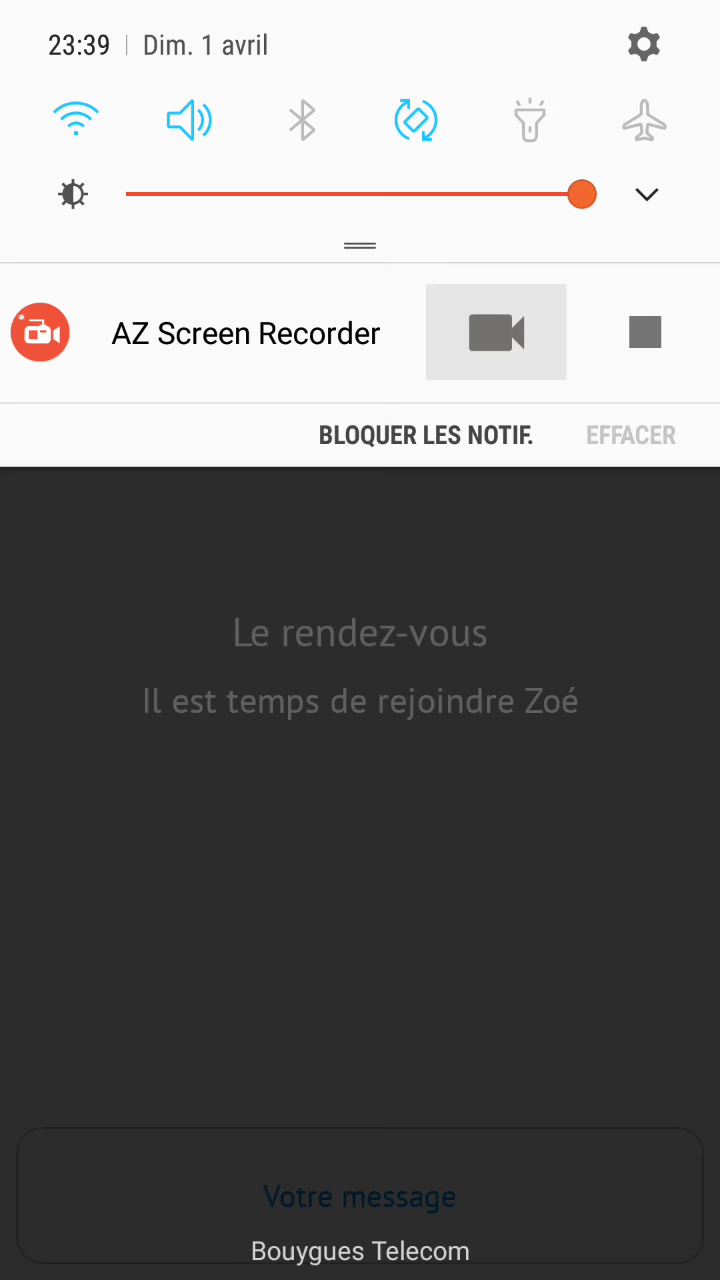 23:39 Dim. 1 avril
AZ Screen Recorder
BLOQUER LES NOTIF. EFFACER
Le rendez-vous
Il est temps de rejoindre Zoé
Votre message
Bouygues Telecom